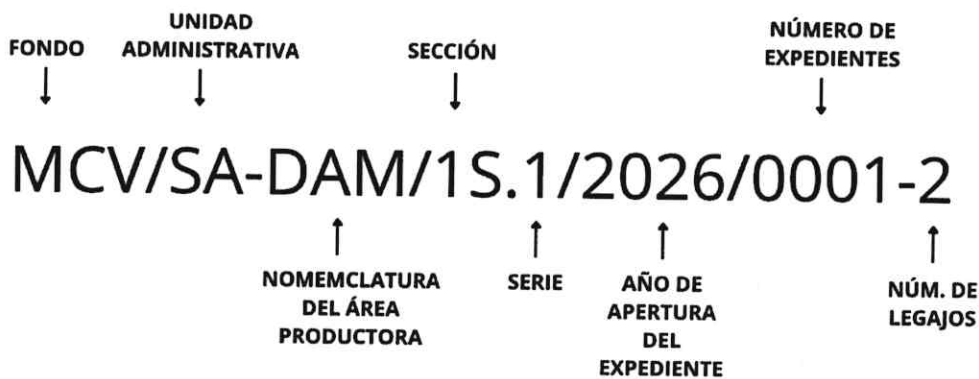 FONDO
UNIDAD
ADMINISTRATIVA
SECCIÓN
NÚMERO DE
EXPEDIENTES
MCV/SA-DAM/1S.1/2026/0001-2
NOMEMCLATURA
DEL ÁREA
PRODUCTORA
SERIE
AÑO DE
APERTURA
DEL
EXPEDIENTE
NÚM. DE
LEGAJOS